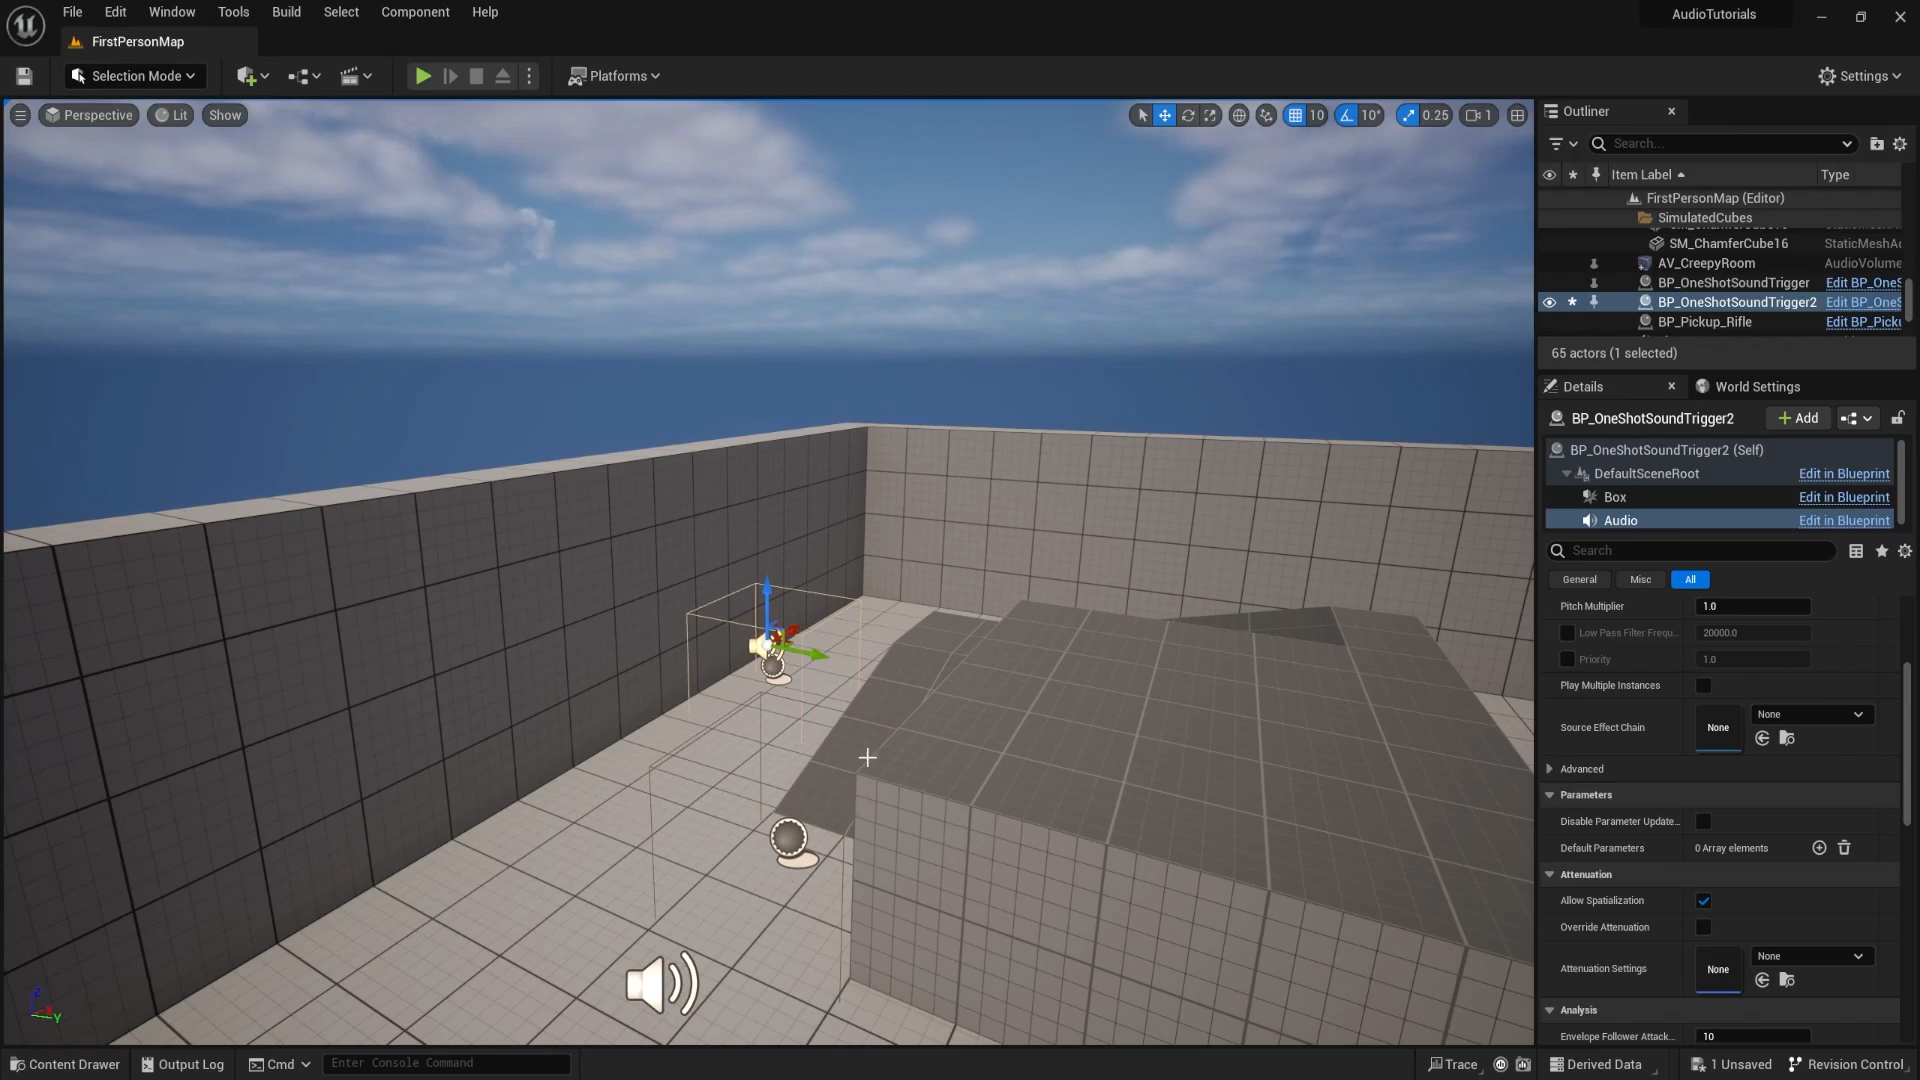 File Edit Window Tools Build Select Component Help
AudioTutorials
FirstPersonMap
Selection Mode
Platforms
Settings
Perspective Lit Show
10 10° 0.25 1
Outliner
Search...
Item Label Type
FirstPersonMap (Editor)
SimulatedCubes
SM_ChamferCube16 StaticMeshAc
AV_CreepyRoom AudioVolume
BP_OneShotSoundTrigger Edit BP_OneS
BP_OneShotSoundTrigger2 Edit BP_OneS
BP_Pickup_Rifle Edit BP_Picku
65 actors (1 selected)
Details World Settings
BP_OneShotSoundTrigger2 Add
BP_OneShotSoundTrigger2 (Self)
DefaultSceneRoot Edit in Blueprint
Box Edit in Blueprint
Audio Edit in Blueprint
Search
General Misc All
Pitch Multiplier 1.0
Low Pass Filter Frequ... 20000.0
Priority 1.0
Play Multiple Instances
None
Source Effect Chain None
Advanced
Parameters
Disable Parameter Update...
Default Parameters 0 Array elements
Attenuation
Allow Spatialization
Override Attenuation
None
Attenuation Settings None
Analysis
Envelope Follower Attack... 10
Z
Y
Content Drawer Output Log Cmd Enter Console Command Trace Derived Data 1 Unsaved Revision Control